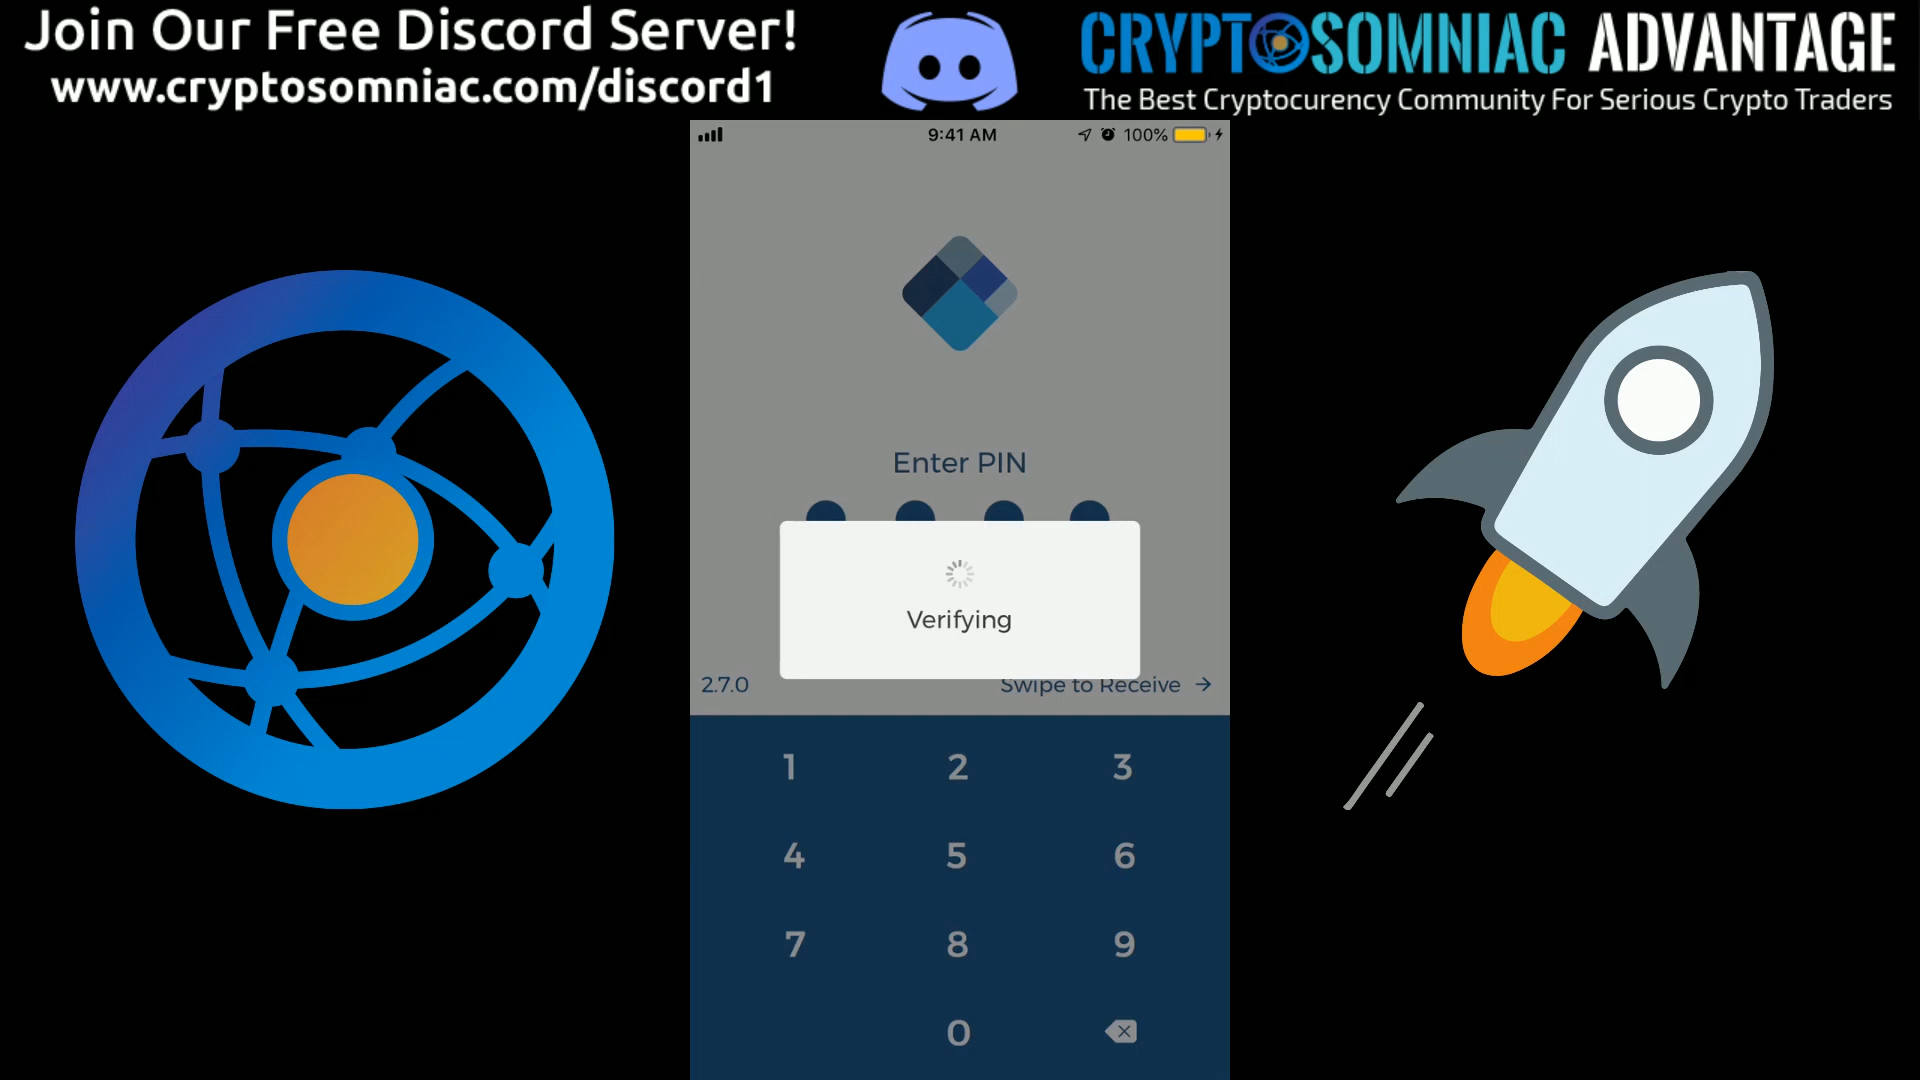 Join Our Free Discord Server!
www.cryptosomniac.com/discord1
CRYPTOSOMNIAC ADVANTAGE
The Best Cryptocurency Community For Serious Crypto Traders
9:41 AM
100%
Enter PIN
Verifying
2.7.0
Swipe to Receive
1 2 3
4 5 6
7 8 9
0